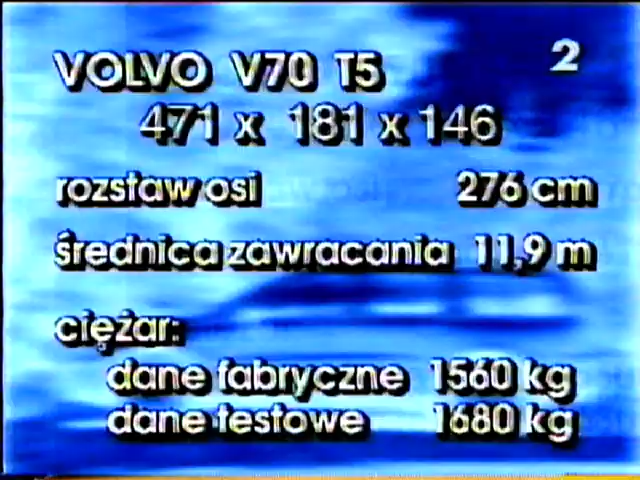 VOLVO V70 T5 2
471 x 181 x 146
rozstaw osi 276 cm
średnica zawracania 11,9 m
ciężar:
dane fabryczne 1560 kg
dane testowe 1680 kg